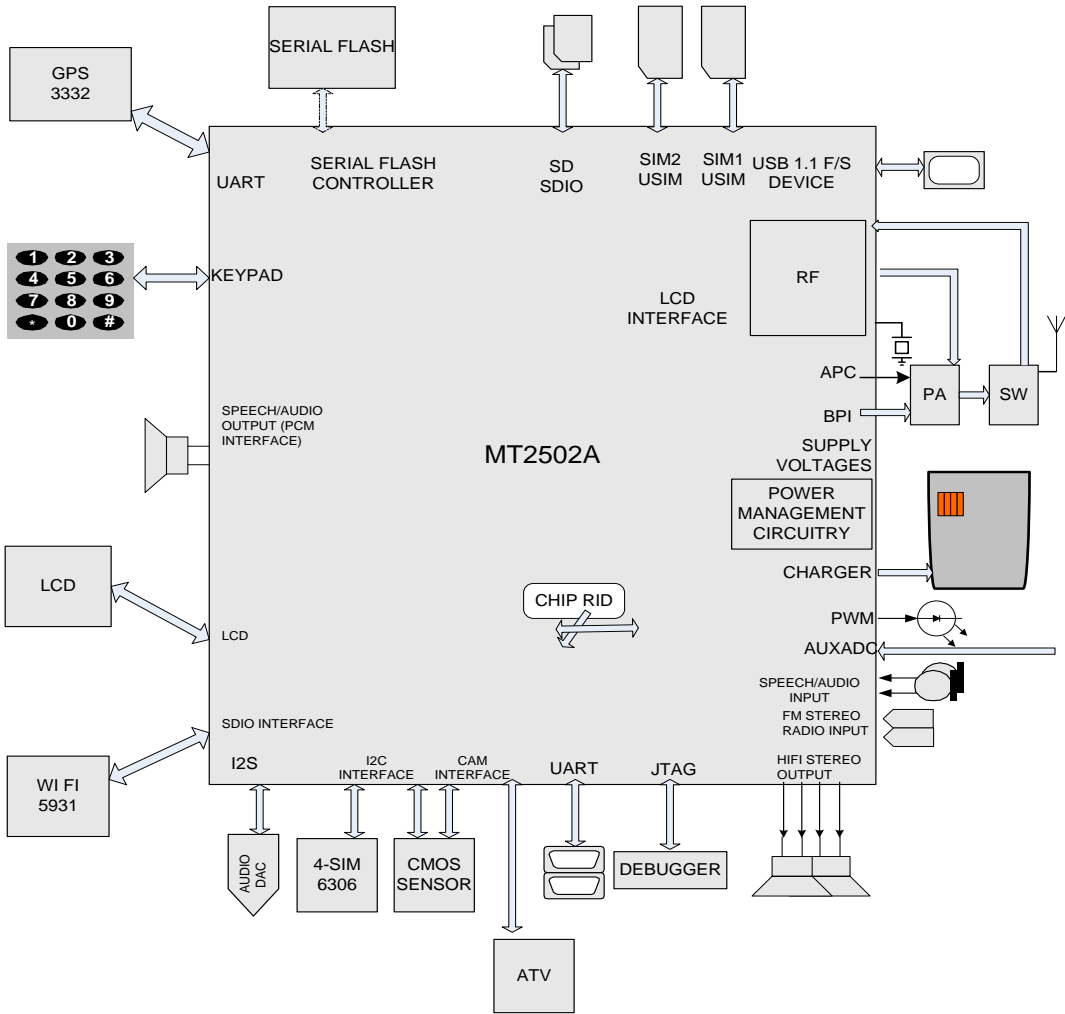 SERIAL FLASH
GPS
3332
UART
SERIAL FLASH
CONTROLLER
SD
SDIO
SIM2
USIM
SIM1
USIM
USB 1.1 F/S
DEVICE
1 2 3
4 5 6
7 8 9
* 0 #
KEYPAD
LCD
INTERFACE
RF
APC
BPI
PA
SW
SPEECH/AUDIO
OUTPUT (PCM
INTERFACE)
MT2502A
SUPPLY
VOLTAGES
POWER
MANAGEMENT
CIRCUITRY
CHARGER
LCD
LCD
CHIP RID
PWM
AUXADC
SPEECH/AUDIO
INPUT
FM STEREO
RADIO INPUT
SDIO INTERFACE
WI FI
5931
I2S
I2C
INTERFACE
CAM
INTERFACE
UART
JTAG
HIFI STEREO
OUTPUT
AUDIO
DAC
4-SIM
6306
CMOS
SENSOR
DEBUGGER
ATV